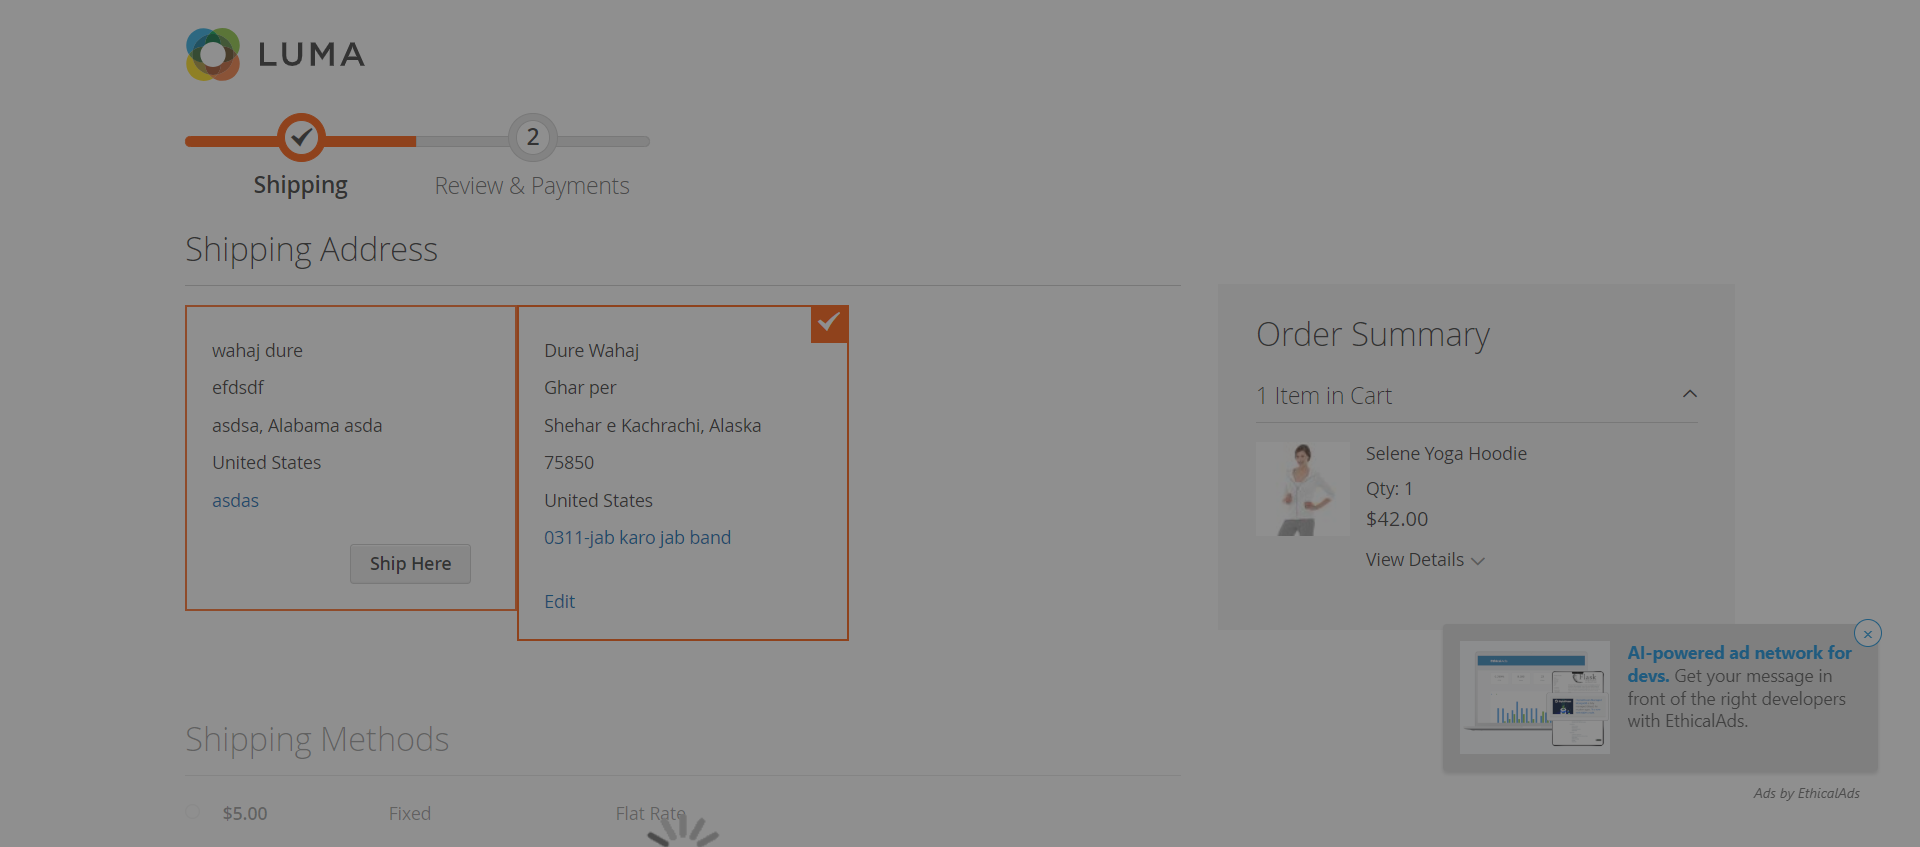 LUMA
2
Shipping
Review & Payments
Shipping Address
wahaj dure
efdsdf
asdsa, Alabama asda
United States
asdas
Ship Here
Dure Wahaj
Ghar per
Shehar e Kachrachi, Alaska
75850
United States
0311-jab karo jab band
Edit
Order Summary
1 Item in Cart
Selene Yoga Hoodie
Qty: 1
$42.00
View Details
AI-powered ad network for
devs. Get your message in
front of the right developers
with EthicalAds.
Ads by EthicalAds
Shipping Methods
$5.00 Fixed Flat Rate